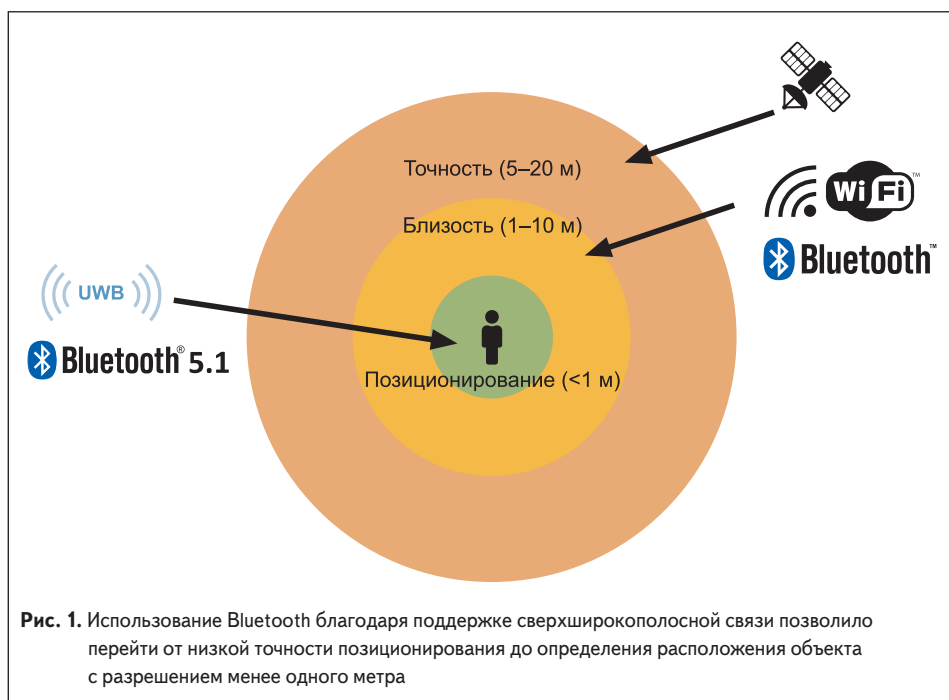 Точность (5–20 м)
WiFi™
Близость (1–10 м)
Bluetooth™
UWB
Bluetooth® 5.1
Позиционирование (<1 м)
Рис. 1. Использование Bluetooth благодаря поддержке сверхширокополосной связи позволило
перейти от низкой точности позиционирования до определения расположения объекта
с разрешением менее одного метра